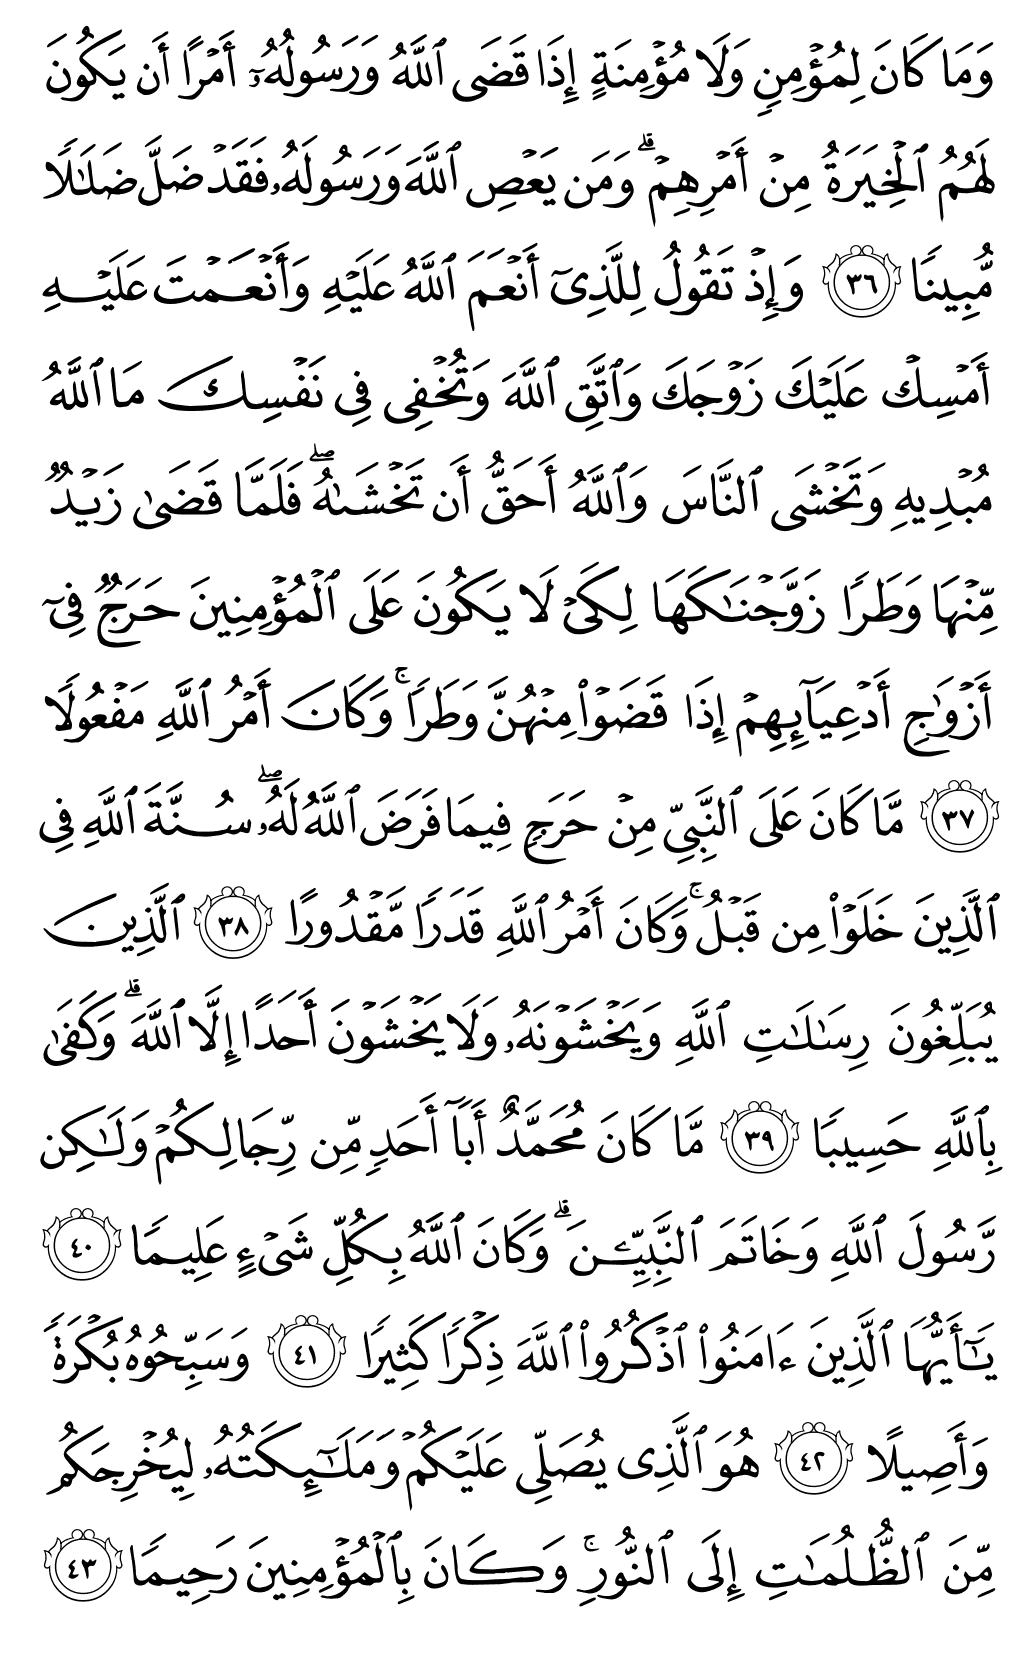 وَمَا كَانَ لِمُؤۡمِنٖ وَلَا مُؤۡمِنَةٍ إِذَا قَضَى ٱللَّهُ وَرَسُولُهُۥٓ أَمۡرًا أَن يَكُونَ
لَهُمُ ٱلۡخِيَرَةُ مِنۡ أَمۡرِهِمۡۗ وَمَن يَعۡصِ ٱللَّهَ وَرَسُولَهُۥ فَقَدۡ ضَلَّ ضَلَٰلٗا
مُّبِينٗا ٣٦ وَإِذۡ تَقُولُ لِلَّذِيٓ أَنۡعَمَ ٱللَّهُ عَلَيۡهِ وَأَنۡعَمۡتَ عَلَيۡهِ
أَمۡسِكۡ عَلَيۡكَ زَوۡجَكَ وَٱتَّقِ ٱللَّهَ وَتُخۡفِي فِي نَفۡسِكَ مَا ٱللَّهُ
مُبۡدِيهِ وَتَخۡشَى ٱلنَّاسَ وَٱللَّهُ أَحَقُّ أَن تَخۡشَىٰهُۖ فَلَمَّا قَضَىٰ زَيۡدٞ
مِّنۡهَا وَطَرٗا زَوَّجۡنَٰكَهَا لِكَيۡ لَا يَكُونَ عَلَى ٱلۡمُؤۡمِنِينَ حَرَجٞ فِيٓ
أَزۡوَٰجِ أَدۡعِيَآئِهِمۡ إِذَا قَضَوۡاْ مِنۡهُنَّ وَطَرٗاۚ وَكَانَ أَمۡرُ ٱللَّهِ مَفۡعُولٗا
٣٧ مَّا كَانَ عَلَى ٱلنَّبِيِّ مِنۡ حَرَجٖ فِيمَا فَرَضَ ٱللَّهُ لَهُۥۖ سُنَّةَ ٱللَّهِ فِي
ٱلَّذِينَ خَلَوۡاْ مِن قَبۡلُۚ وَكَانَ أَمۡرُ ٱللَّهِ قَدَرٗا مَّقۡدُورًا ٣٨ ٱلَّذِينَ
يُبَلِّغُونَ رِسَٰلَٰتِ ٱللَّهِ وَيَخۡشَوۡنَهُۥ وَلَا يَخۡشَوۡنَ أَحَدًا إِلَّا ٱللَّهَۗ وَكَفَىٰ
بِٱللَّهِ حَسِيبٗا ٣٩ مَّا كَانَ مُحَمَّدٌ أَبَآ أَحَدٖ مِّن رِّجَالِكُمۡ وَلَٰكِن
رَّسُولَ ٱللَّهِ وَخَاتَمَ ٱلنَّبِيِّـۧنَۗ وَكَانَ ٱللَّهُ بِكُلِّ شَيۡءٍ عَلِيمٗا ٤٠
يَٰٓأَيُّهَا ٱلَّذِينَ ءَامَنُواْ ٱذۡكُرُواْ ٱللَّهَ ذِكۡرٗا كَثِيرٗا ٤١ وَسَبِّحُوهُ بُكۡرَةٗ
وَأَصِيلًا ٤٢ هُوَ ٱلَّذِي يُصَلِّي عَلَيۡكُمۡ وَمَلَٰٓئِكَتُهُۥ لِيُخۡرِجَكُم
مِّنَ ٱلظُّلُمَٰتِ إِلَى ٱلنُّورِۚ وَكَانَ بِٱلۡمُؤۡمِنِينَ رَحِيمٗا ٤٣